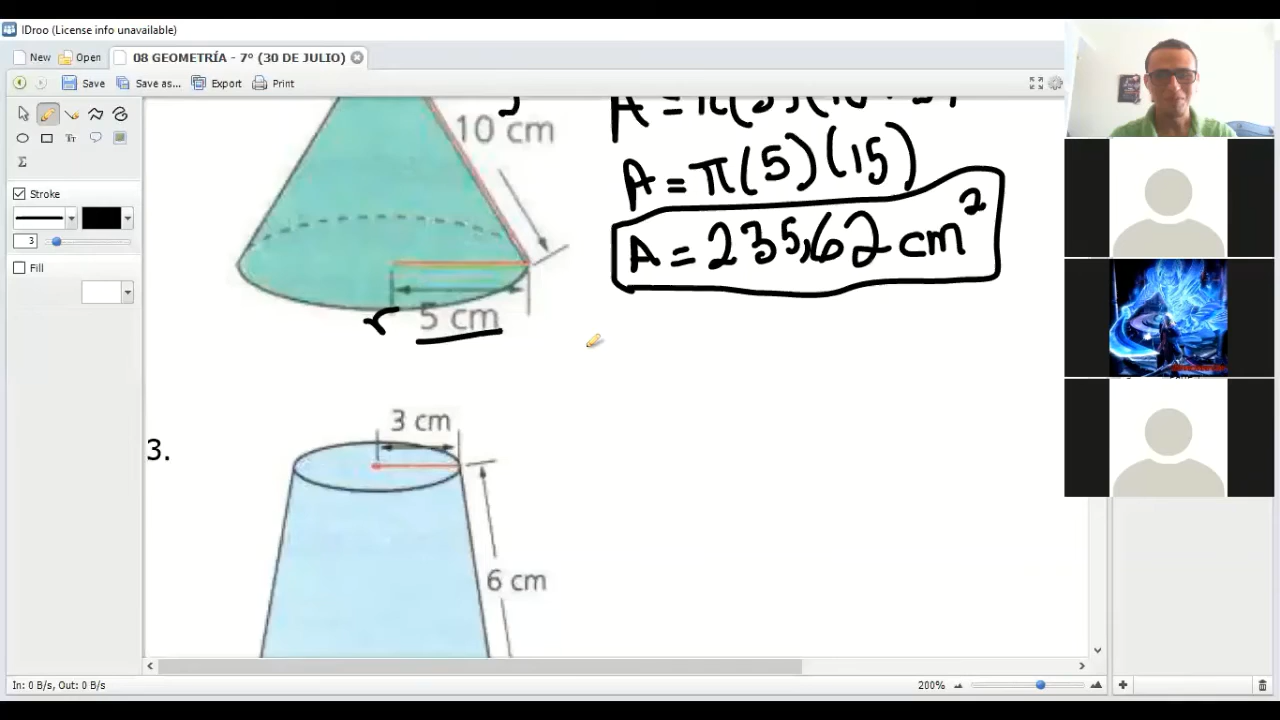 IDroo (License info unavailable)
New Open 08 GEOMETRÍA - 7º (30 DE JULIO)
Save Save as... Export Print
Tt
Σ
Stroke
3
Fill
10 cm
A = π(5)(15)
A = 235,62 cm²
r 5 cm
3 cm
3.
6 cm
In: 0 B/s, Out: 0 B/s 200%